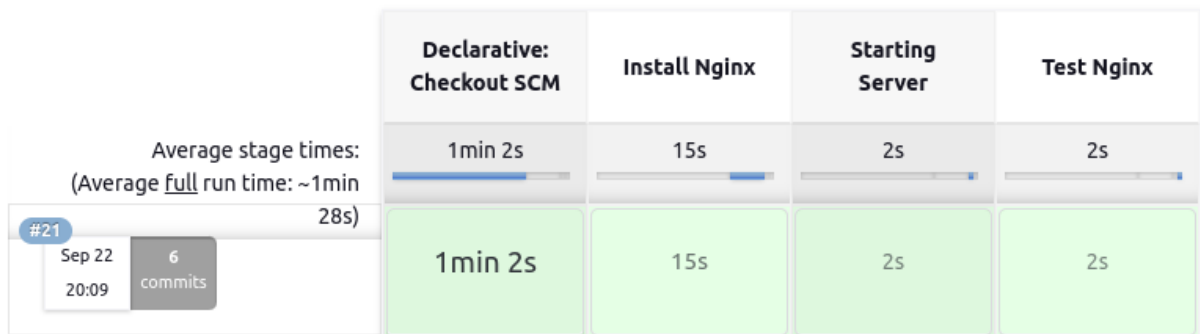 Declarative:
Checkout SCM
Install Nginx
Starting
Server
Test Nginx
Average stage times:
(Average full run time: ~1min
28s)
1min 2s
15s
2s
2s
#21
Sep 22
20:09
6
commits
1min 2s
15s
2s
2s